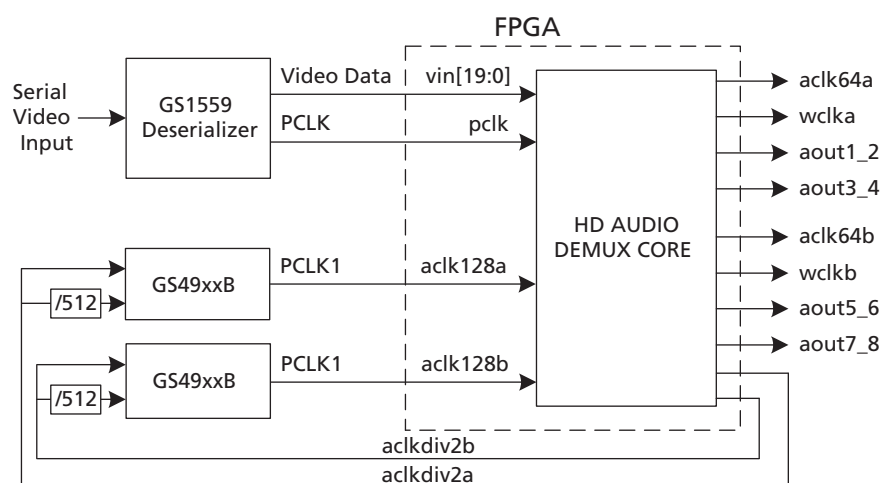 FPGA
Serial
Video
Input
GS1559
Deserializer
Video Data
vin[19:0]
PCLK
pclk
HD AUDIO
DEMUX CORE
aclk64a
wclka
aout1_2
aout3_4
aclk64b
wclkb
aout5_6
aout7_8
/512
GS49xxB
PCLK1
aclk128a
/512
GS49xxB
PCLK1
aclk128b
aclkdiv2b
aclkdiv2a